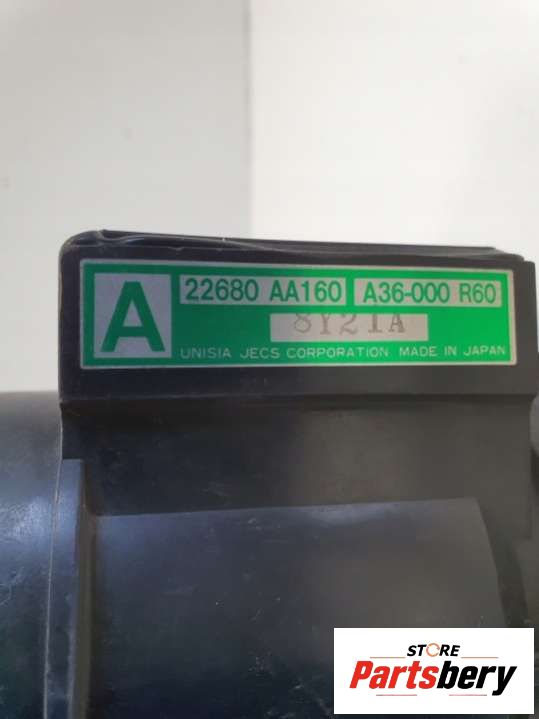 A
22680 AA160 A36-000 R60
8Y21A
UNISIA JECS CORPORATION MADE IN JAPAN
STORE
Partsbery